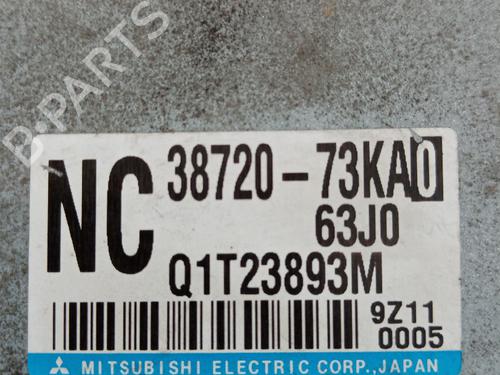 B-PARTS
NC 38720-73KA0
63J0
Q1T23893M
9Z11
0005
MITSUBISHI ELECTRIC CORP., JAPAN